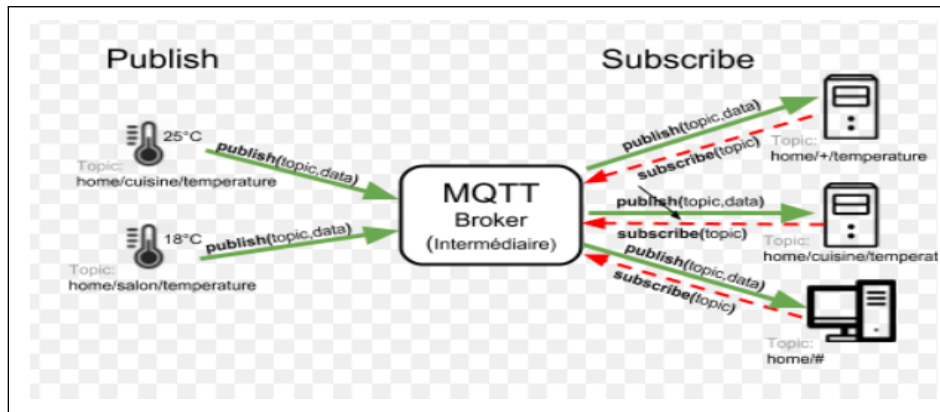 Publish
Subscribe
25°C
publish(topic,data)
Topic:
home/cuisine/temperature
18°C
publish(topic,data)
Topic:
home/salon/temperature
MQTT
Broker
(Intermédiaire)
publish(topic,data)
subscribe(topic)
Topic:
home/+/temperature
publish(topic,data)
subscribe(topic)
Topic:
home/cuisine/temperat
publish(topic,data)
subscribe(topic)
Topic:
home/#